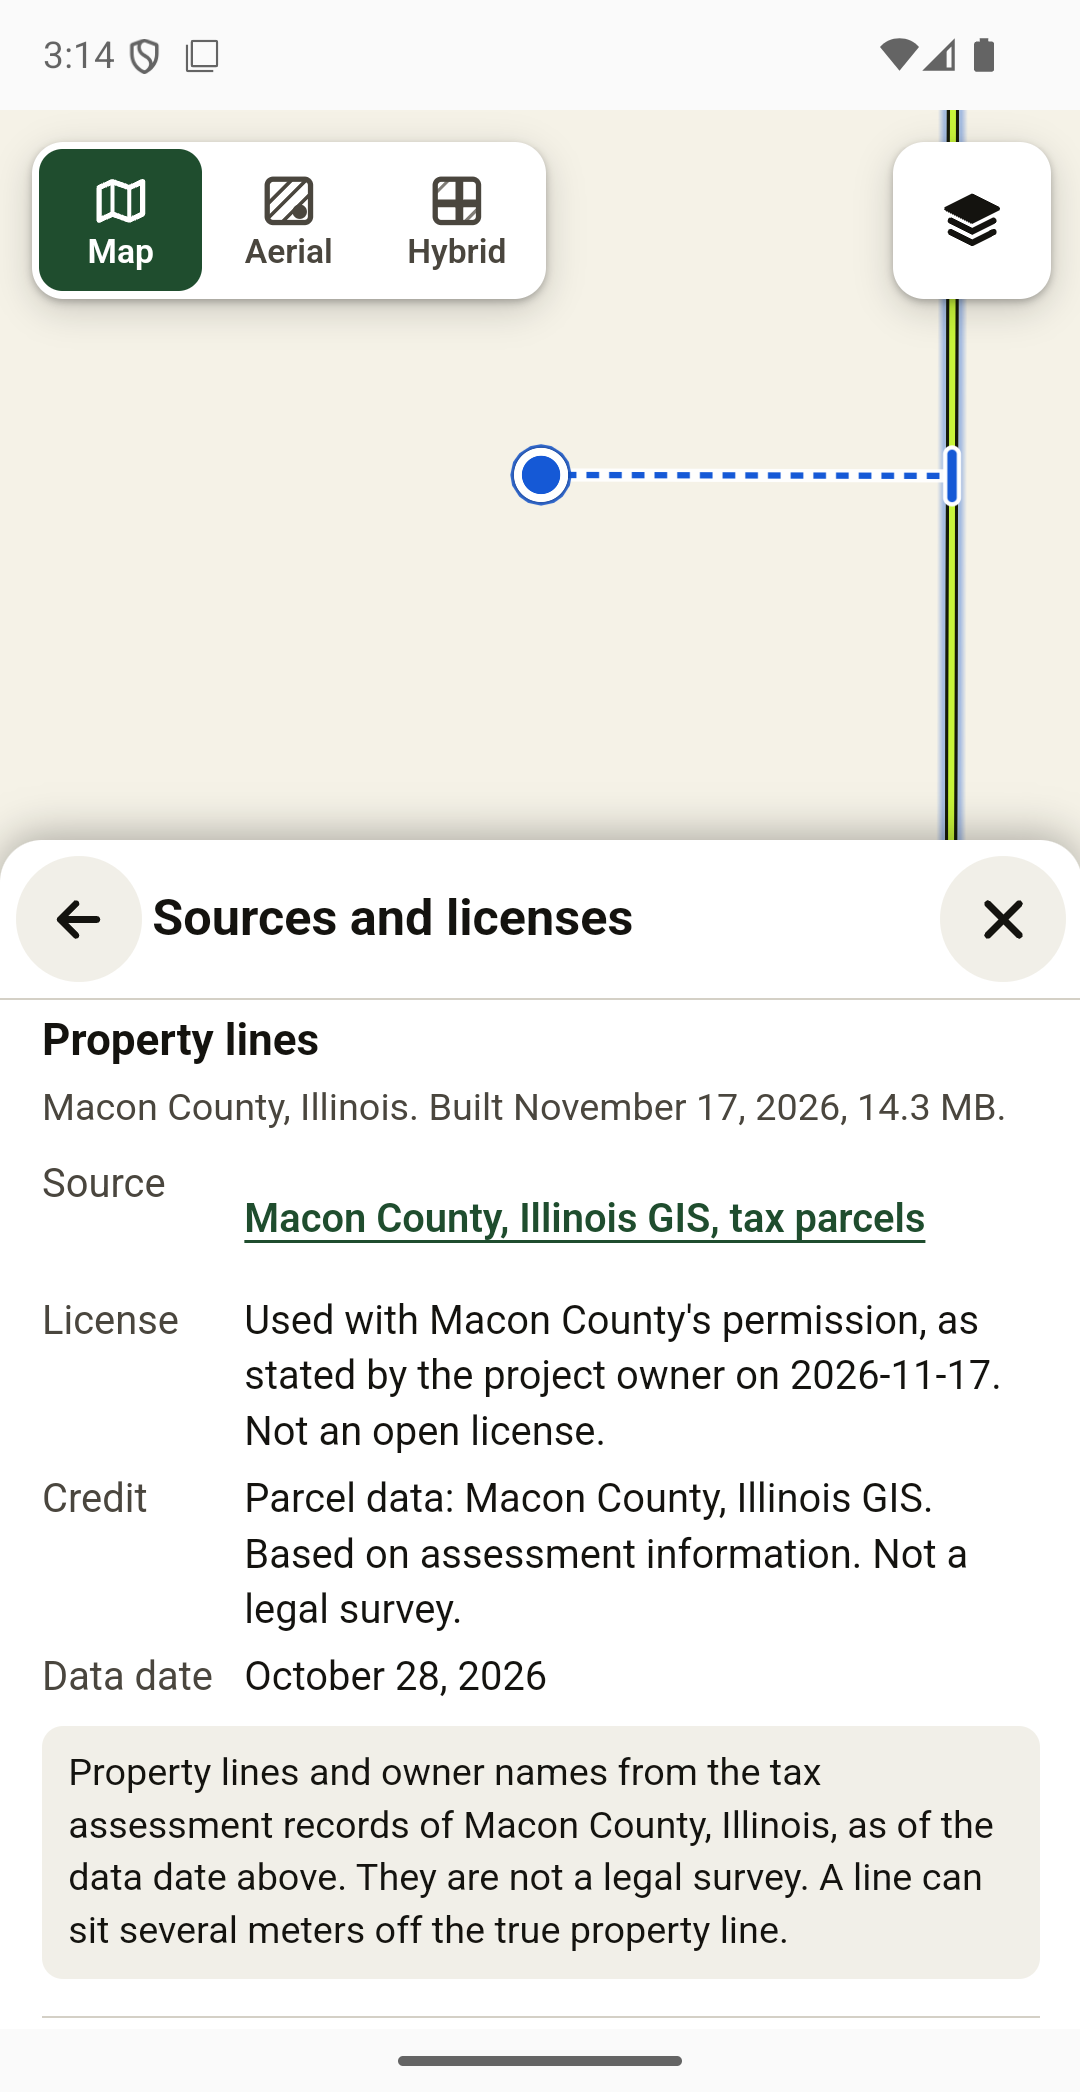 3:14
Map
Aerial
Hybrid
Sources and licenses
Property lines
Macon County, Illinois. Built November 17, 2026, 14.3 MB.
Source
Macon County, Illinois GIS, tax parcels
License
Used with Macon County's permission, as
stated by the project owner on 2026-11-17.
Not an open license.
Credit
Parcel data: Macon County, Illinois GIS.
Based on assessment information. Not a
legal survey.
Data date
October 28, 2026
Property lines and owner names from the tax
assessment records of Macon County, Illinois, as of the
data date above. They are not a legal survey. A line can
sit several meters off the true property line.